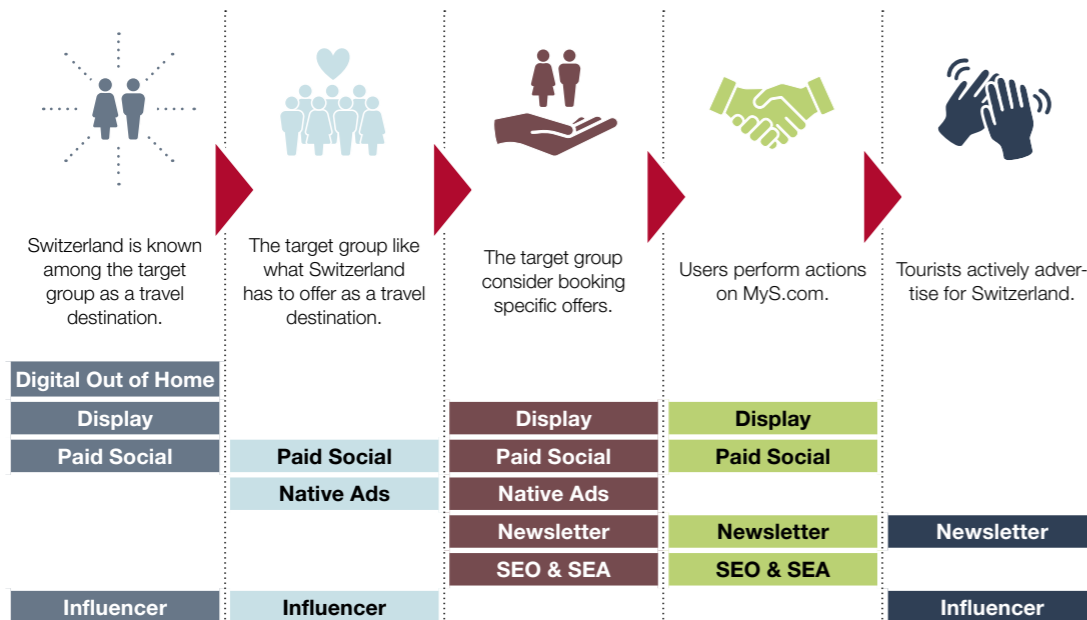 Switzerland is known
among the target
group as a travel
destination.
The target group like
what Switzerland
has to offer as a travel
destination.
The target group
consider booking
specific offers.
Users perform actions
on MyS.com.
Tourists actively adver-
tise for Switzerland.
Digital Out of Home
Display
Display
Display
Paid Social
Paid Social
Paid Social
Paid Social
Native Ads
Native Ads
Newsletter
Newsletter
Newsletter
SEO & SEA
SEO & SEA
Influencer
Influencer
Influencer